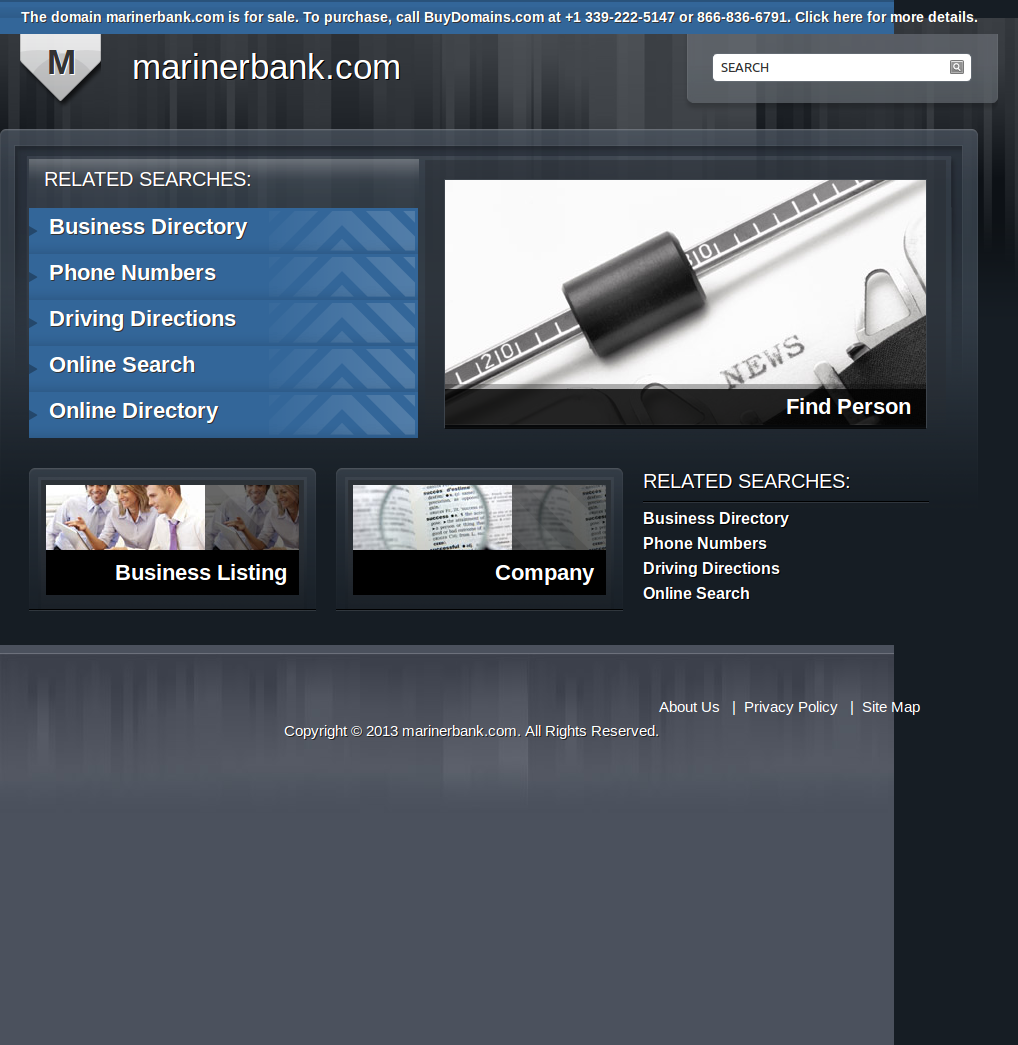 The domain marinerbank.com is for sale. To purchase, call BuyDomains.com at +1 339-222-5147 or 866-836-6791. Click here for more details.
M
marinerbank.com
SEARCH
RELATED SEARCHES:
Business Directory
Phone Numbers
Driving Directions
Online Search
Online Directory
20
NEWS
Find Person
Business Listing
Company
RELATED SEARCHES:
Business Directory
Phone Numbers
Driving Directions
Online Search
About Us | Privacy Policy | Site Map
Copyright © 2013 marinerbank.com. All Rights Reserved.